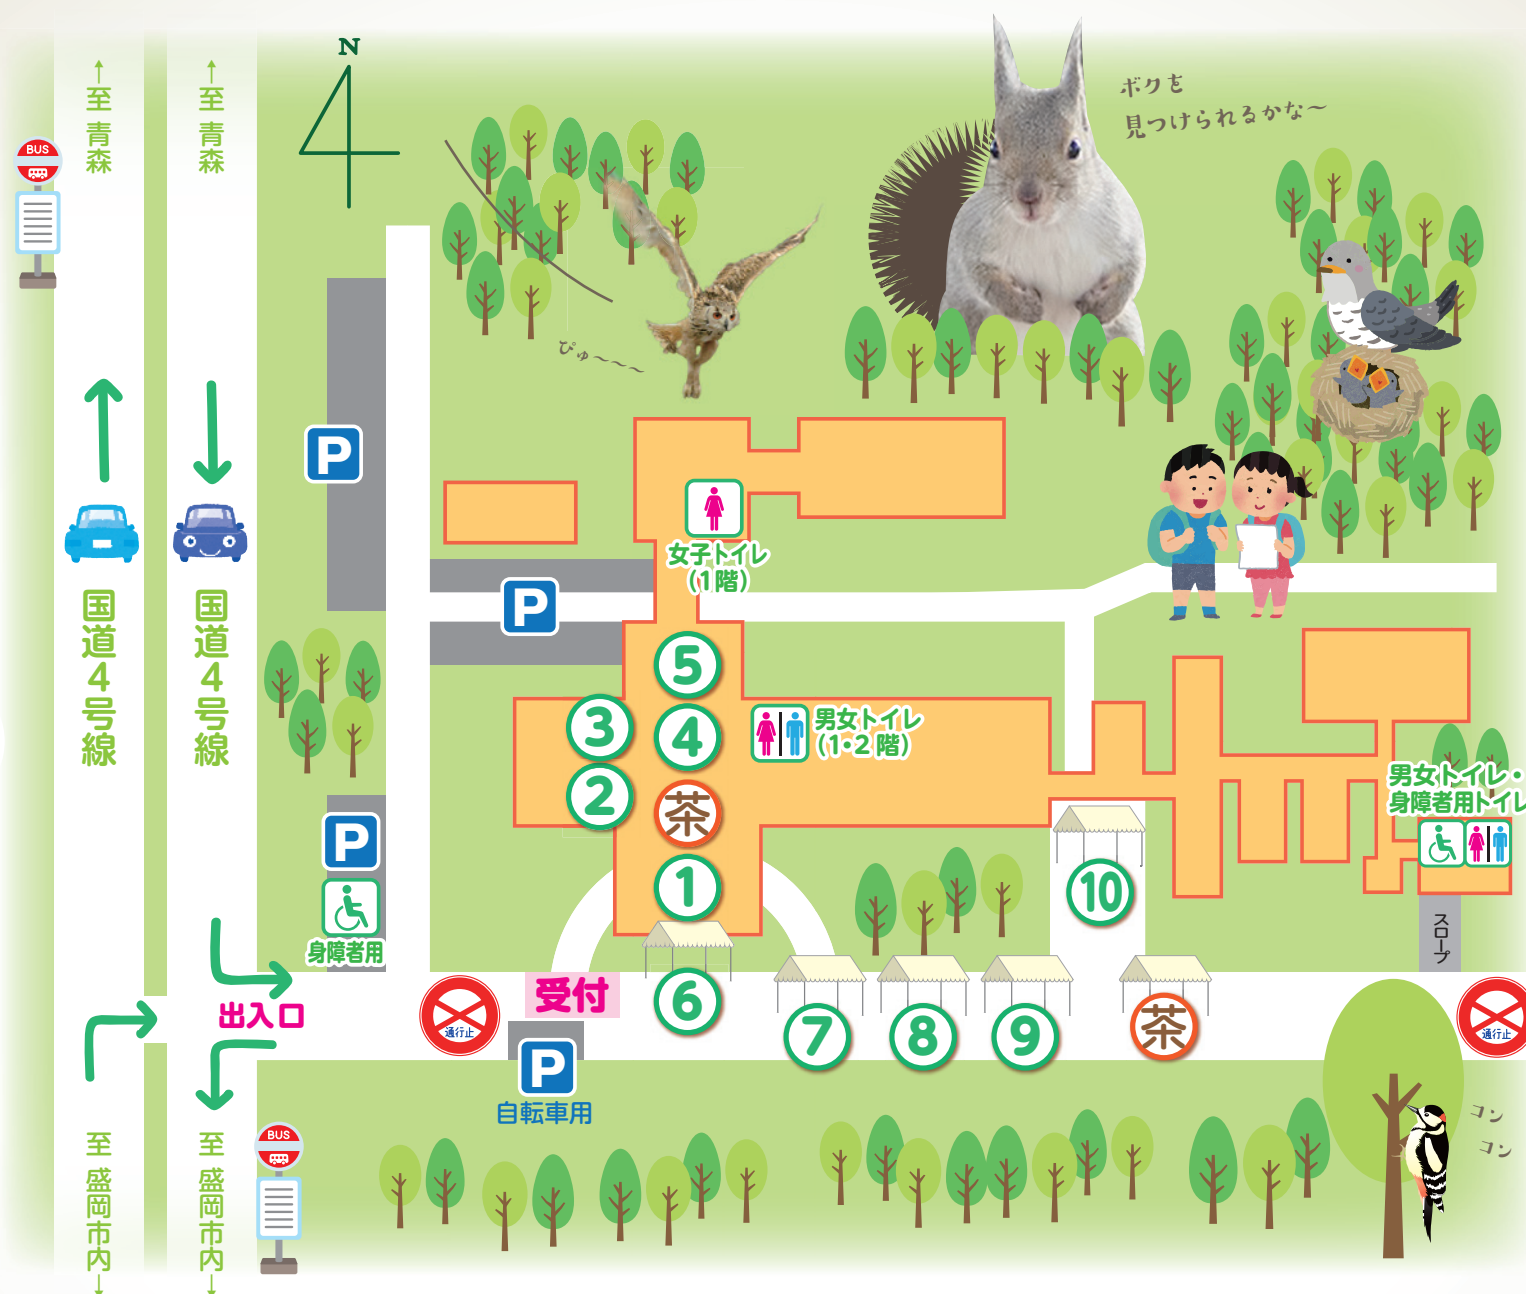 N
ボクを
見つけられるかな〜
←至 青森
←至 青森
BUS
ぴゅ〜〜
P
女子トイレ
(1階)
P
国道4号線
国道4号線
5
3
4
男女トイレ
(1・2階)
2
茶
男女トイレ・
身障者用トイレ
P
1
10
身障者用
スロープ
出入口
受付
6
通行止
7
8
9
茶
通行止
P
自転車用
BUS
至 盛岡市内→
至 盛岡市内→
コン
コン